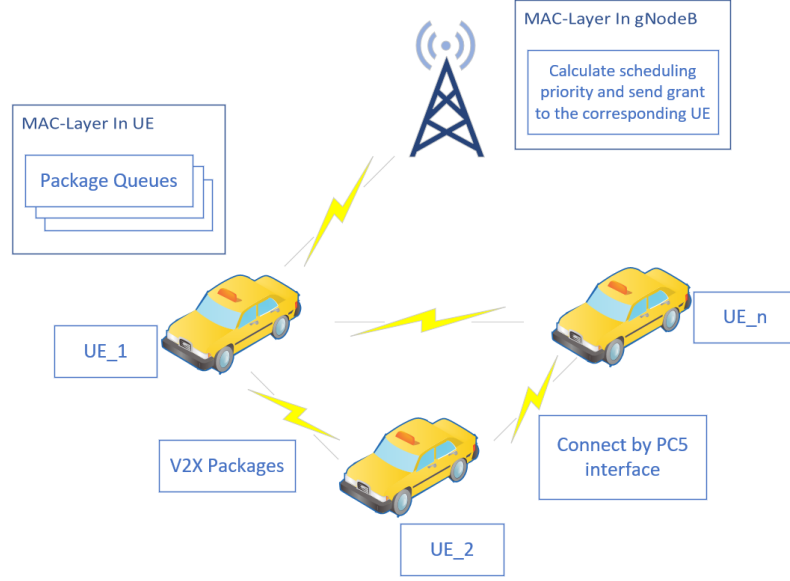 MAC-Layer In gNodeB
Calculate scheduling
priority and send grant
to the corresponding UE
MAC-Layer In UE
Package Queues
UE_n
UE_1
V2X Packages
Connect by PC5
interface
UE_2